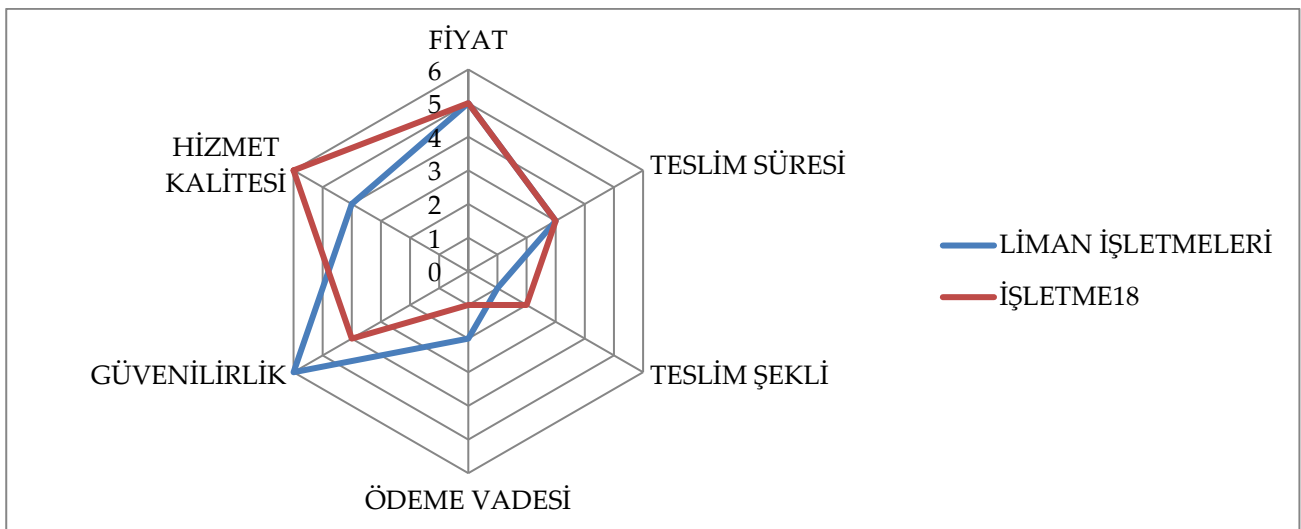 FİYAT
6
5
4
3
2
1
0
HİZMET
KALİTESİ
TESLİM SÜRESİ
GÜVENİLİRLİK
TESLİM ŞEKLİ
ÖDEME VADESİ
LİMAN İŞLETMELERİ
İŞLETME18